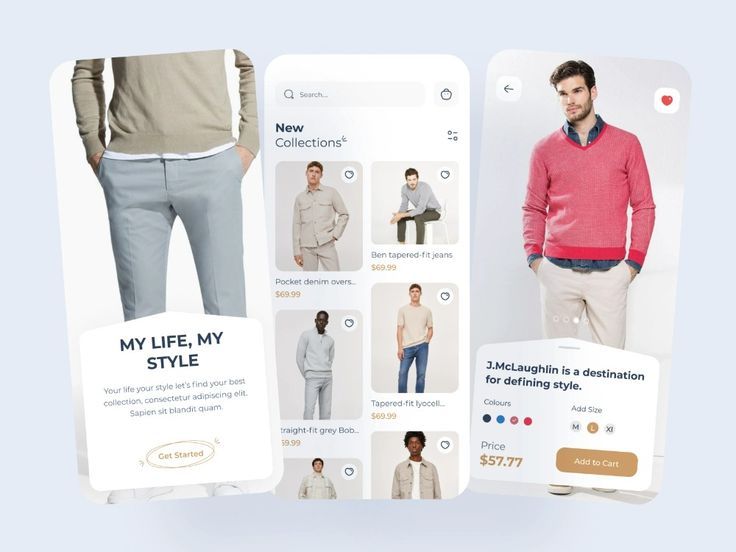 MY LIFE, MY
STYLE
Your life your style let's find your best
collection, consectetur adipiscing elit.
Sapien sit blandit quam.
Get Started
Search...
New
Collections
Pocket denim overs...
$69.99
Ben tapered-fit jeans
$69.99
traight-fit grey Bob...
69.99
Tapered-fit lyocell...
$69.99
J.McLaughlin is a destination
for defining style.
Colours
Add Size
M L Xl
Price
$57.77
Add to Cart